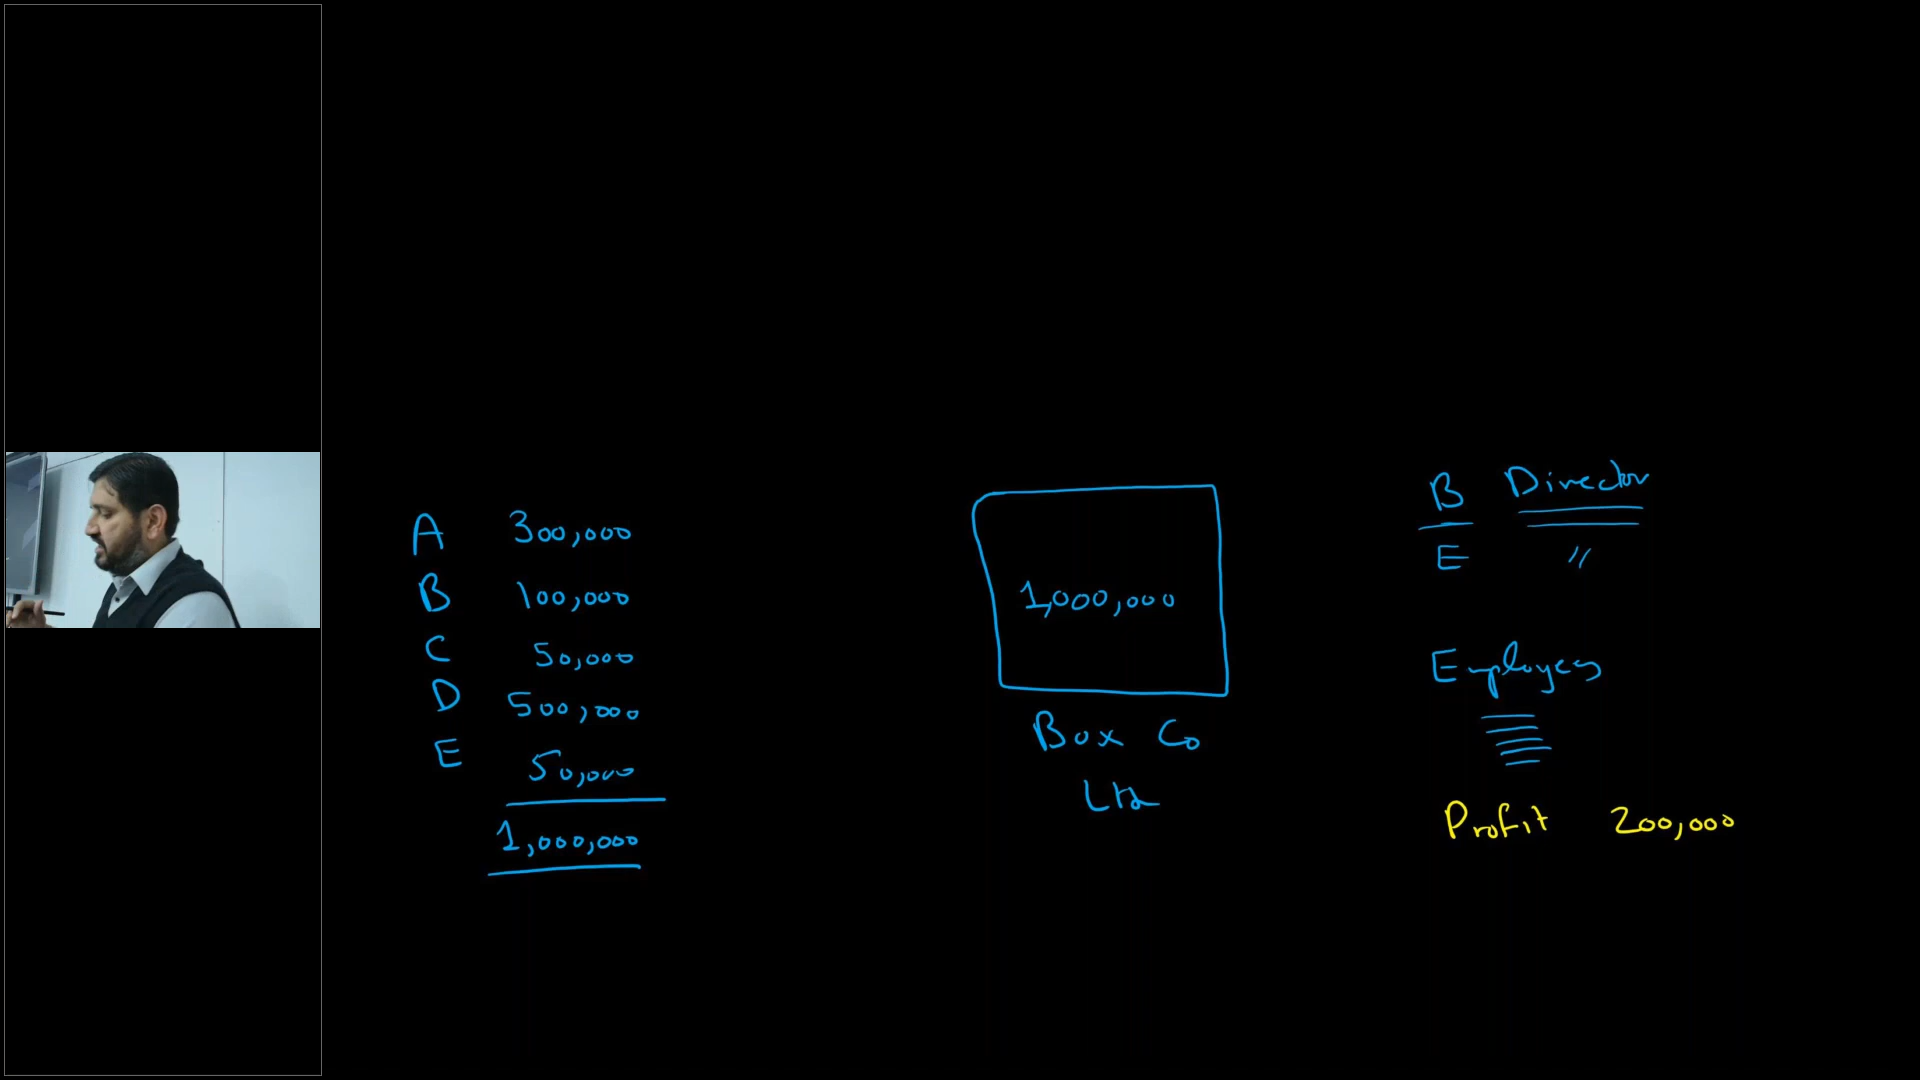 A 300,000
B 100,000
C 50,000
D 500,000
E 50,000
1,000,000
1,000,000
Box Co
Ltd
B Director
E "
Employees
Profit 200,000